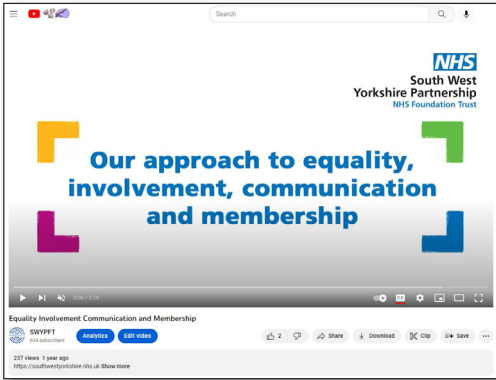 Search
NHS
South West
Yorkshire Partnership
NHS Foundation Trust
Our approach to equality,
involvement, communication
and membership
0:00 / 3:29
Equality Involvement Communication and Membership
SWYPFT
634 subscribers
Analytics
Edit video
2
Share
Download
Clip
Save
237 views 1 year ago
https://southwestyorkshire.nhs.uk Show more